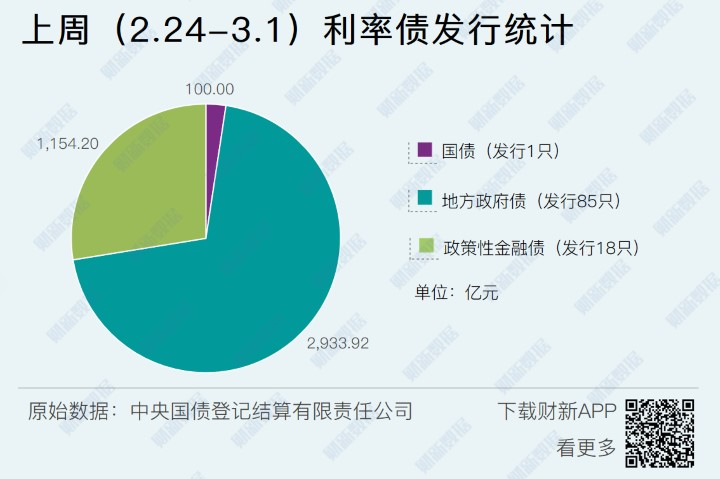 上周（2.24-3.1）利率债发行统计
100.00
1,154.20
2,933.92
国债（发行1只）
地方政府债（发行85只）
政策性金融债（发行18只）
单位：亿元
原始数据：中央国债登记结算有限责任公司
下载财新APP
看更多
财新数据